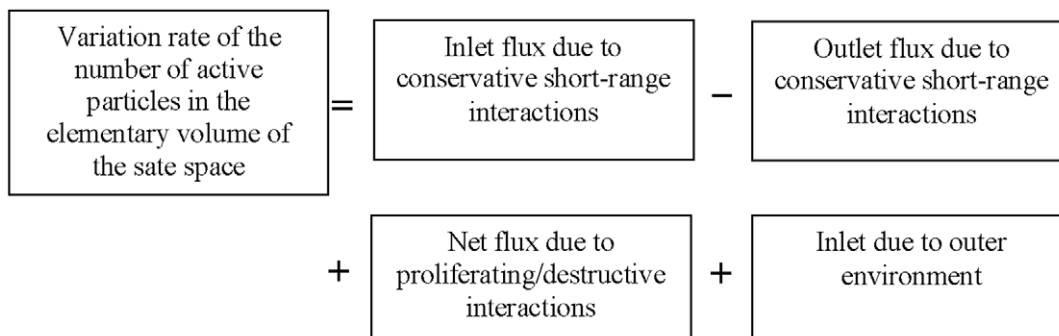 Variation rate of the
number of active
particles in the
elementary volume of
the sate space
=
Inlet flux due to
conservative short-range
interactions
−
Outlet flux due to
conservative short-range
interactions
+
Net flux due to
proliferating/destructive
interactions
+
Inlet due to outer
environment